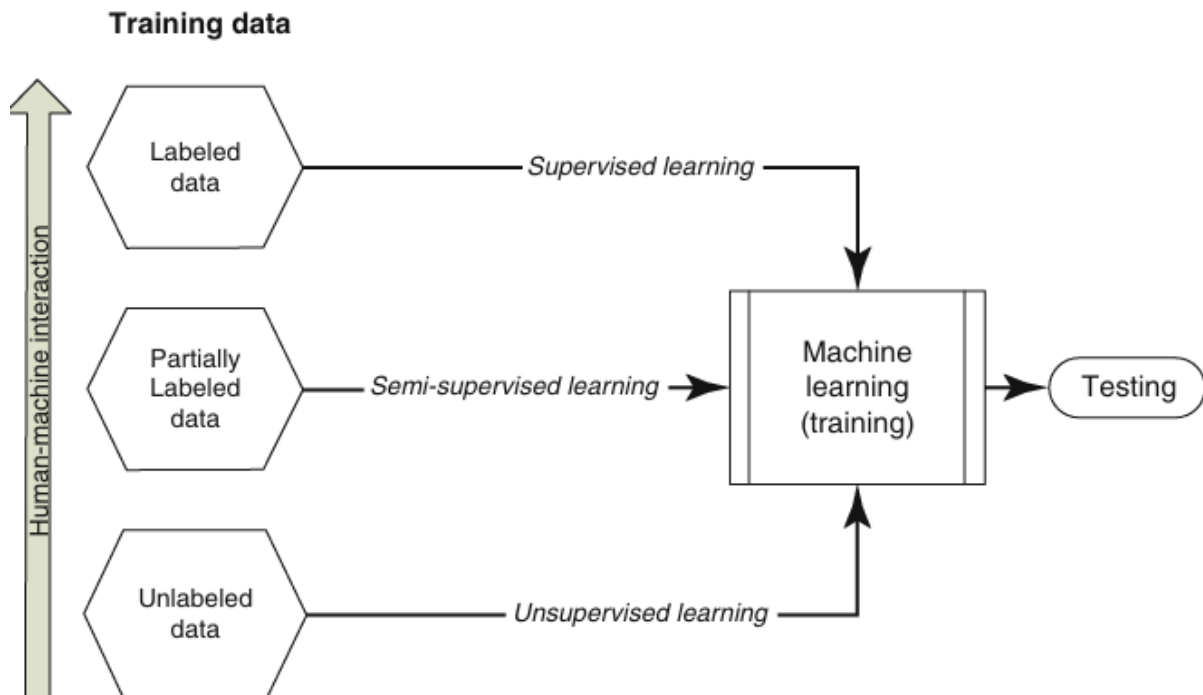 Training data
Human-machine interaction
Labeled
data
Supervised learning
Partially
Labeled
data
Semi-supervised learning
Machine
learning
(training)
Testing
Unlabeled
data
Unsupervised learning